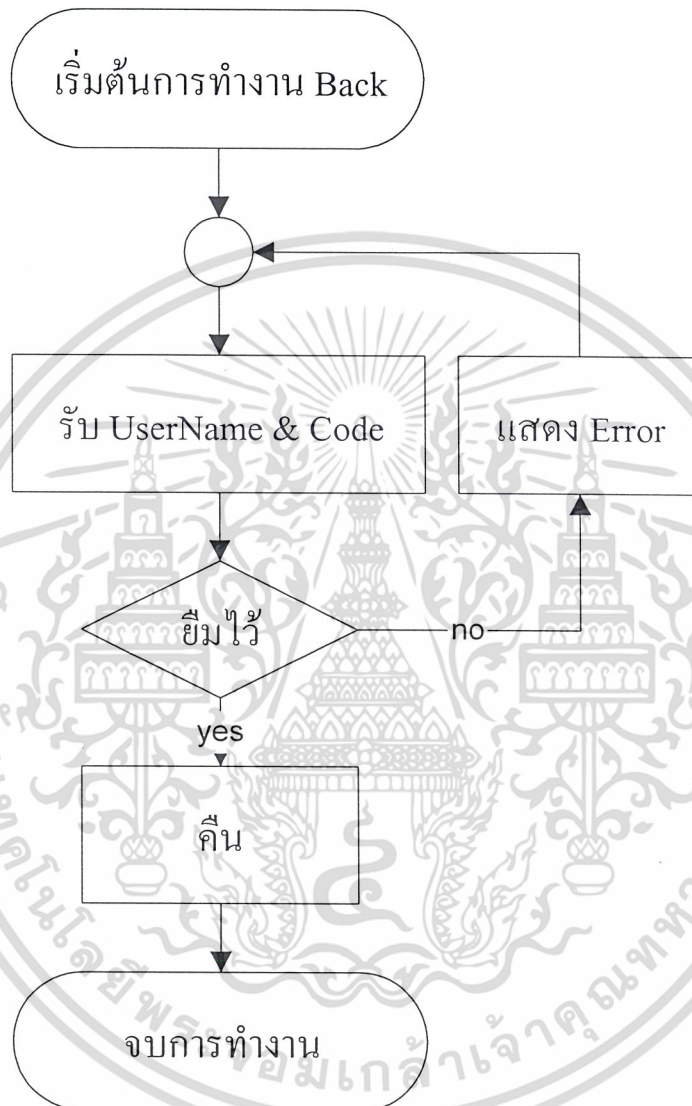 เริ่มต้นการทำงาน Back
รับ UserName & Code
แสดง Error
ยืมไว้
no
yes
คืน
จบการทำงาน